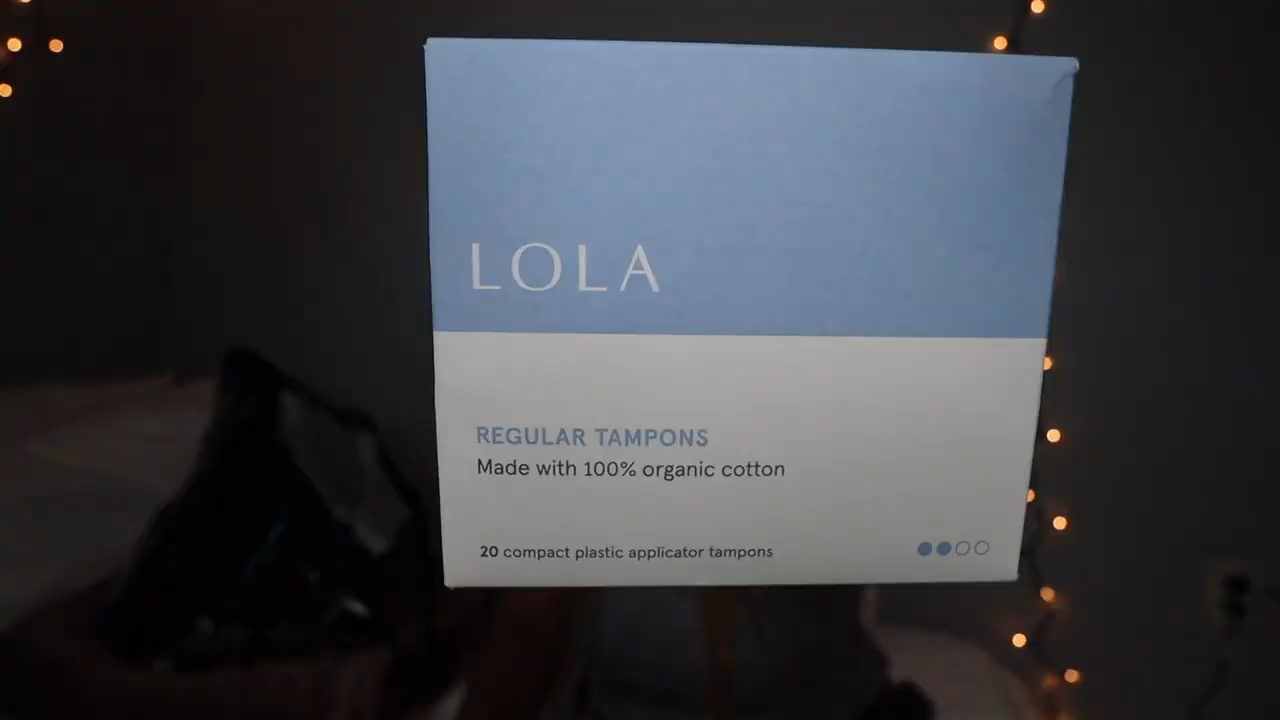 LOLA
REGULAR TAMPONS
Made with 100% organic cotton
20 compact plastic applicator tampons